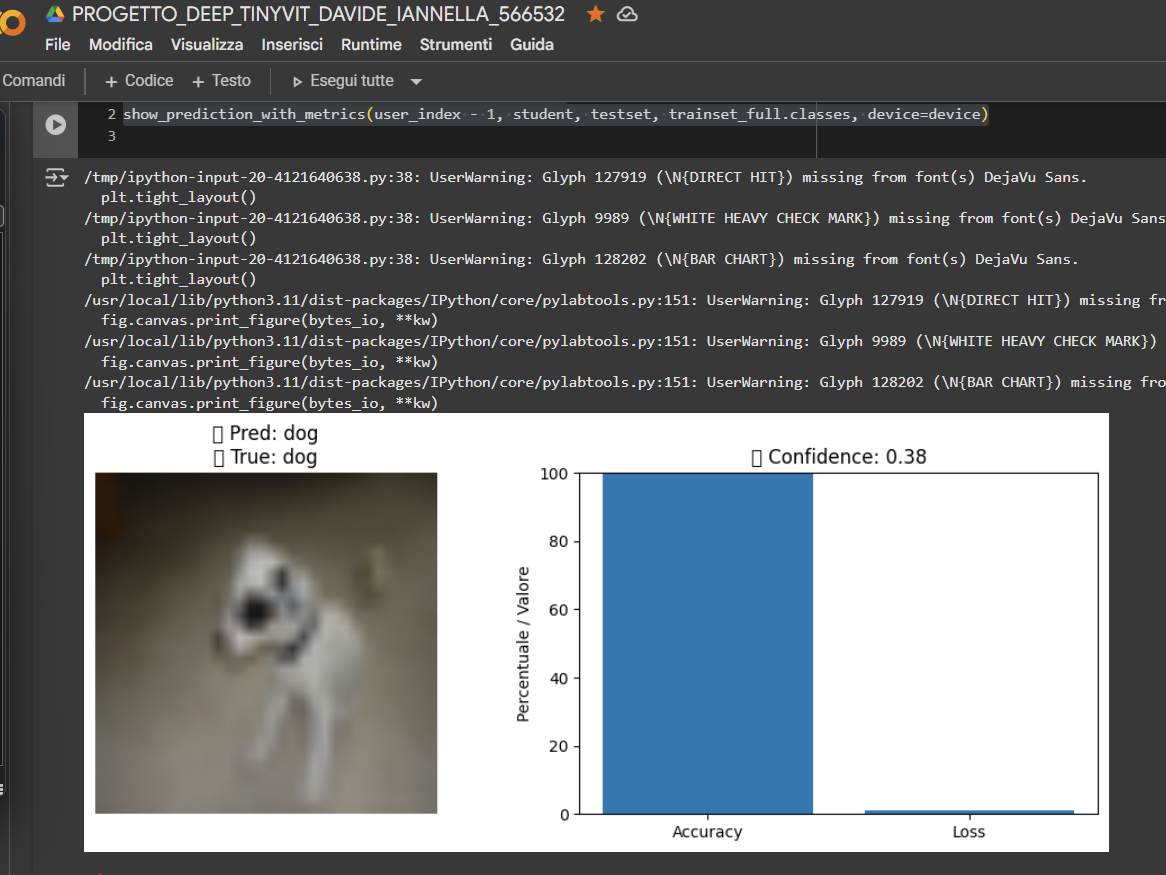 PROGETTO_DEEP_TINYVIT_DAVIDE_IANNELLA_566532
File Modifica Visualizza Inserisci Runtime Strumenti Guida
Comandi + Codice + Testo Esegui tutte
2 show_prediction_with_metrics(user_index - 1, student, testset, trainset_full.classes, device=device)
3
/tmp/ipython-input-20-4121640638.py:38: UserWarning: Glyph 127919 (\N{DIRECT HIT}) missing from font(s) DejaVu Sans.
plt.tight_layout()
/tmp/ipython-input-20-4121640638.py:38: UserWarning: Glyph 9989 (\N{WHITE HEAVY CHECK MARK}) missing from font(s) DejaVu Sans
plt.tight_layout()
/tmp/ipython-input-20-4121640638.py:38: UserWarning: Glyph 128202 (\N{BAR CHART}) missing from font(s) DejaVu Sans.
plt.tight_layout()
/usr/local/lib/python3.11/dist-packages/IPython/core/pylabtools.py:151: UserWarning: Glyph 127919 (\N{DIRECT HIT}) missing fr
fig.canvas.print_figure(bytes_io, **kw)
/usr/local/lib/python3.11/dist-packages/IPython/core/pylabtools.py:151: UserWarning: Glyph 9989 (\N{WHITE HEAVY CHECK MARK})
fig.canvas.print_figure(bytes_io, **kw)
/usr/local/lib/python3.11/dist-packages/IPython/core/pylabtools.py:151: UserWarning: Glyph 128202 (\N{BAR CHART}) missing fro
fig.canvas.print_figure(bytes_io, **kw)
Pred: dog
True: dog
Confidence: 0.38
100
80
60
40
20
0
Percentuale / Valore
Accuracy
Loss